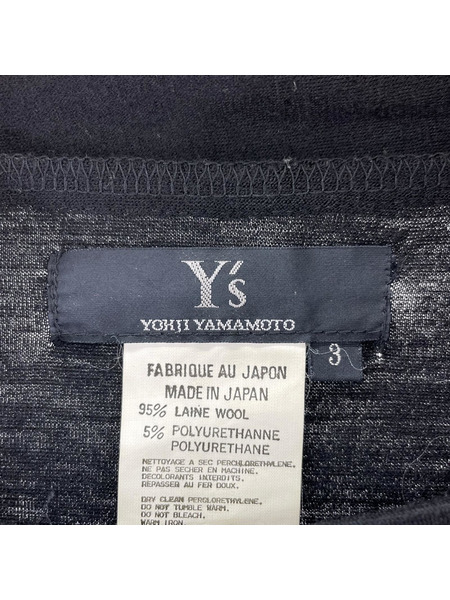 Y's
YOHJI YAMAMOTO
3
FABRIQUE AU JAPON
MADE IN JAPAN
95% LAINE WOOL
5% POLYURETHANNE
POLYURETHANE
NETTOYAGE A SEC PERCHLORETHYLENE.
NE PAS SECHER EN MACHINE.
DECOLORANTS INTERDITS.
REPASSER AU FER DOUX.
DRY CLEAN PERCLORETHYLENE.
DO NOT TUMBLE WARM.
DO NOT BLEACH.
WARM IRON.